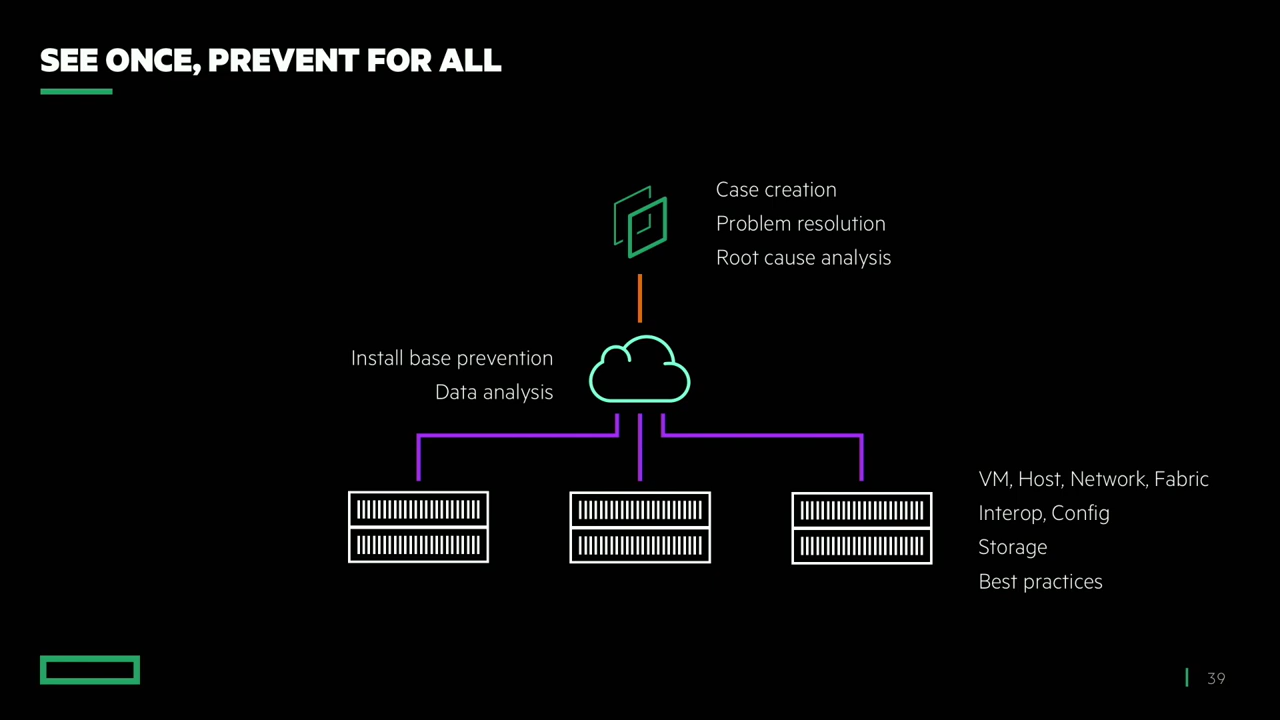 SEE ONCE, PREVENT FOR ALL
Case creation
Problem resolution
Root cause analysis
Install base prevention
Data analysis
VM, Host, Network, Fabric
Interop, Config
Storage
Best practices
39